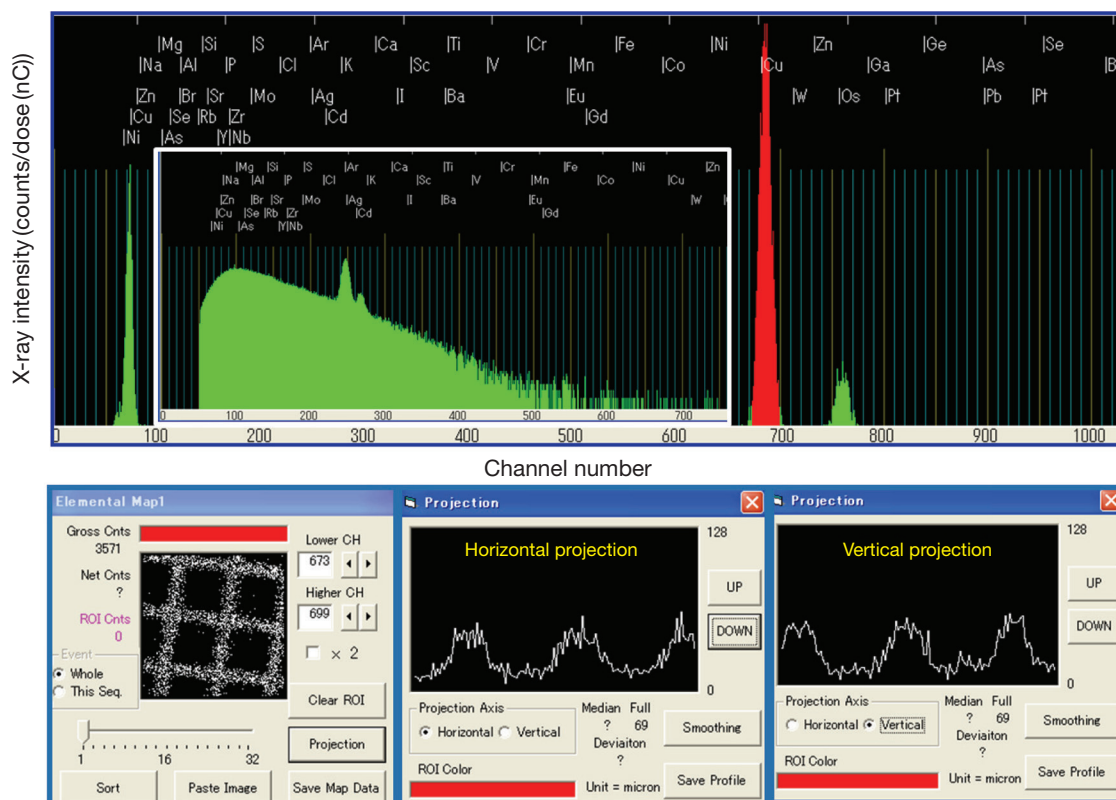 X-ray intensity (counts/dose (nC))
|Mg |Si |S |Ar |Ca |Ti |Cr |Fe |Ni |Zn |Ge |Se
|Na |Al |P |Cl |K |Sc |V |Mn |Co |Cu |Ga |As |B
|Zn |Br |Sr |Mo |Ag |I |Ba |Eu |W |Os |Pt |Pb |Pt
|Cu |Se |Rb |Zr |Cd |Gd
|Ni |As |Y|Nb
|Mg |Si |S |Ar |Ca |Ti |Cr |Fe |Ni |Zn
|Na |Al |P |Cl |K |Sc |V |Mn |Co |Cu
|Zn |Br |Sr |Mo |Ag |I |Ba |Eu |W
|Cu |Se |Rb |Zr |Cd |Gd
|Ni |As |Y|Nb
0 100 200 300 400 500 600 700
0 100 200 300 400 500 600 700 800 900 1000
Channel number
Elemental Map1
Gross Cnts
3571
Net Cnts
?
ROI Cnts
0
Event
Whole
This Seq.
Lower CH
673
Higher CH
699
× 2
Clear ROI
Projection
1 16 32
Sort Paste Image Save Map Data
Projection
Horizontal projection
128
UP
DOWN
0
Projection Axis
Horizontal Vertical
Median Full
? 69
Deviaiton
?
Smoothing
ROI Color
Unit = micron
Save Profile
Projection
Vertical projection
128
UP
DOWN
0
Projection Axis
Horizontal Vertical
Median Full
? 69
Deviaiton
?
Smoothing
ROI Color
Unit = micron
Save Profile